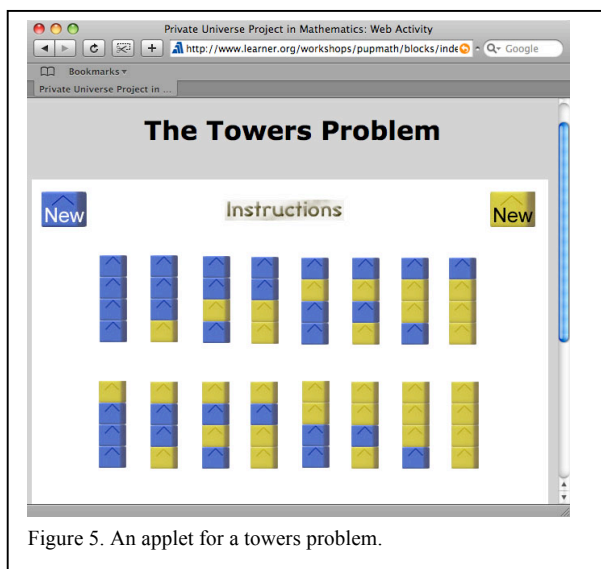 Private Universe Project in Mathematics: Web Activity
http://www.learner.org/workshops/pupmath/blocks/inde
Google
Bookmarks
Private Universe Project in ...
The Towers Problem
New
Instructions
New
Figure 5. An applet for a towers problem.